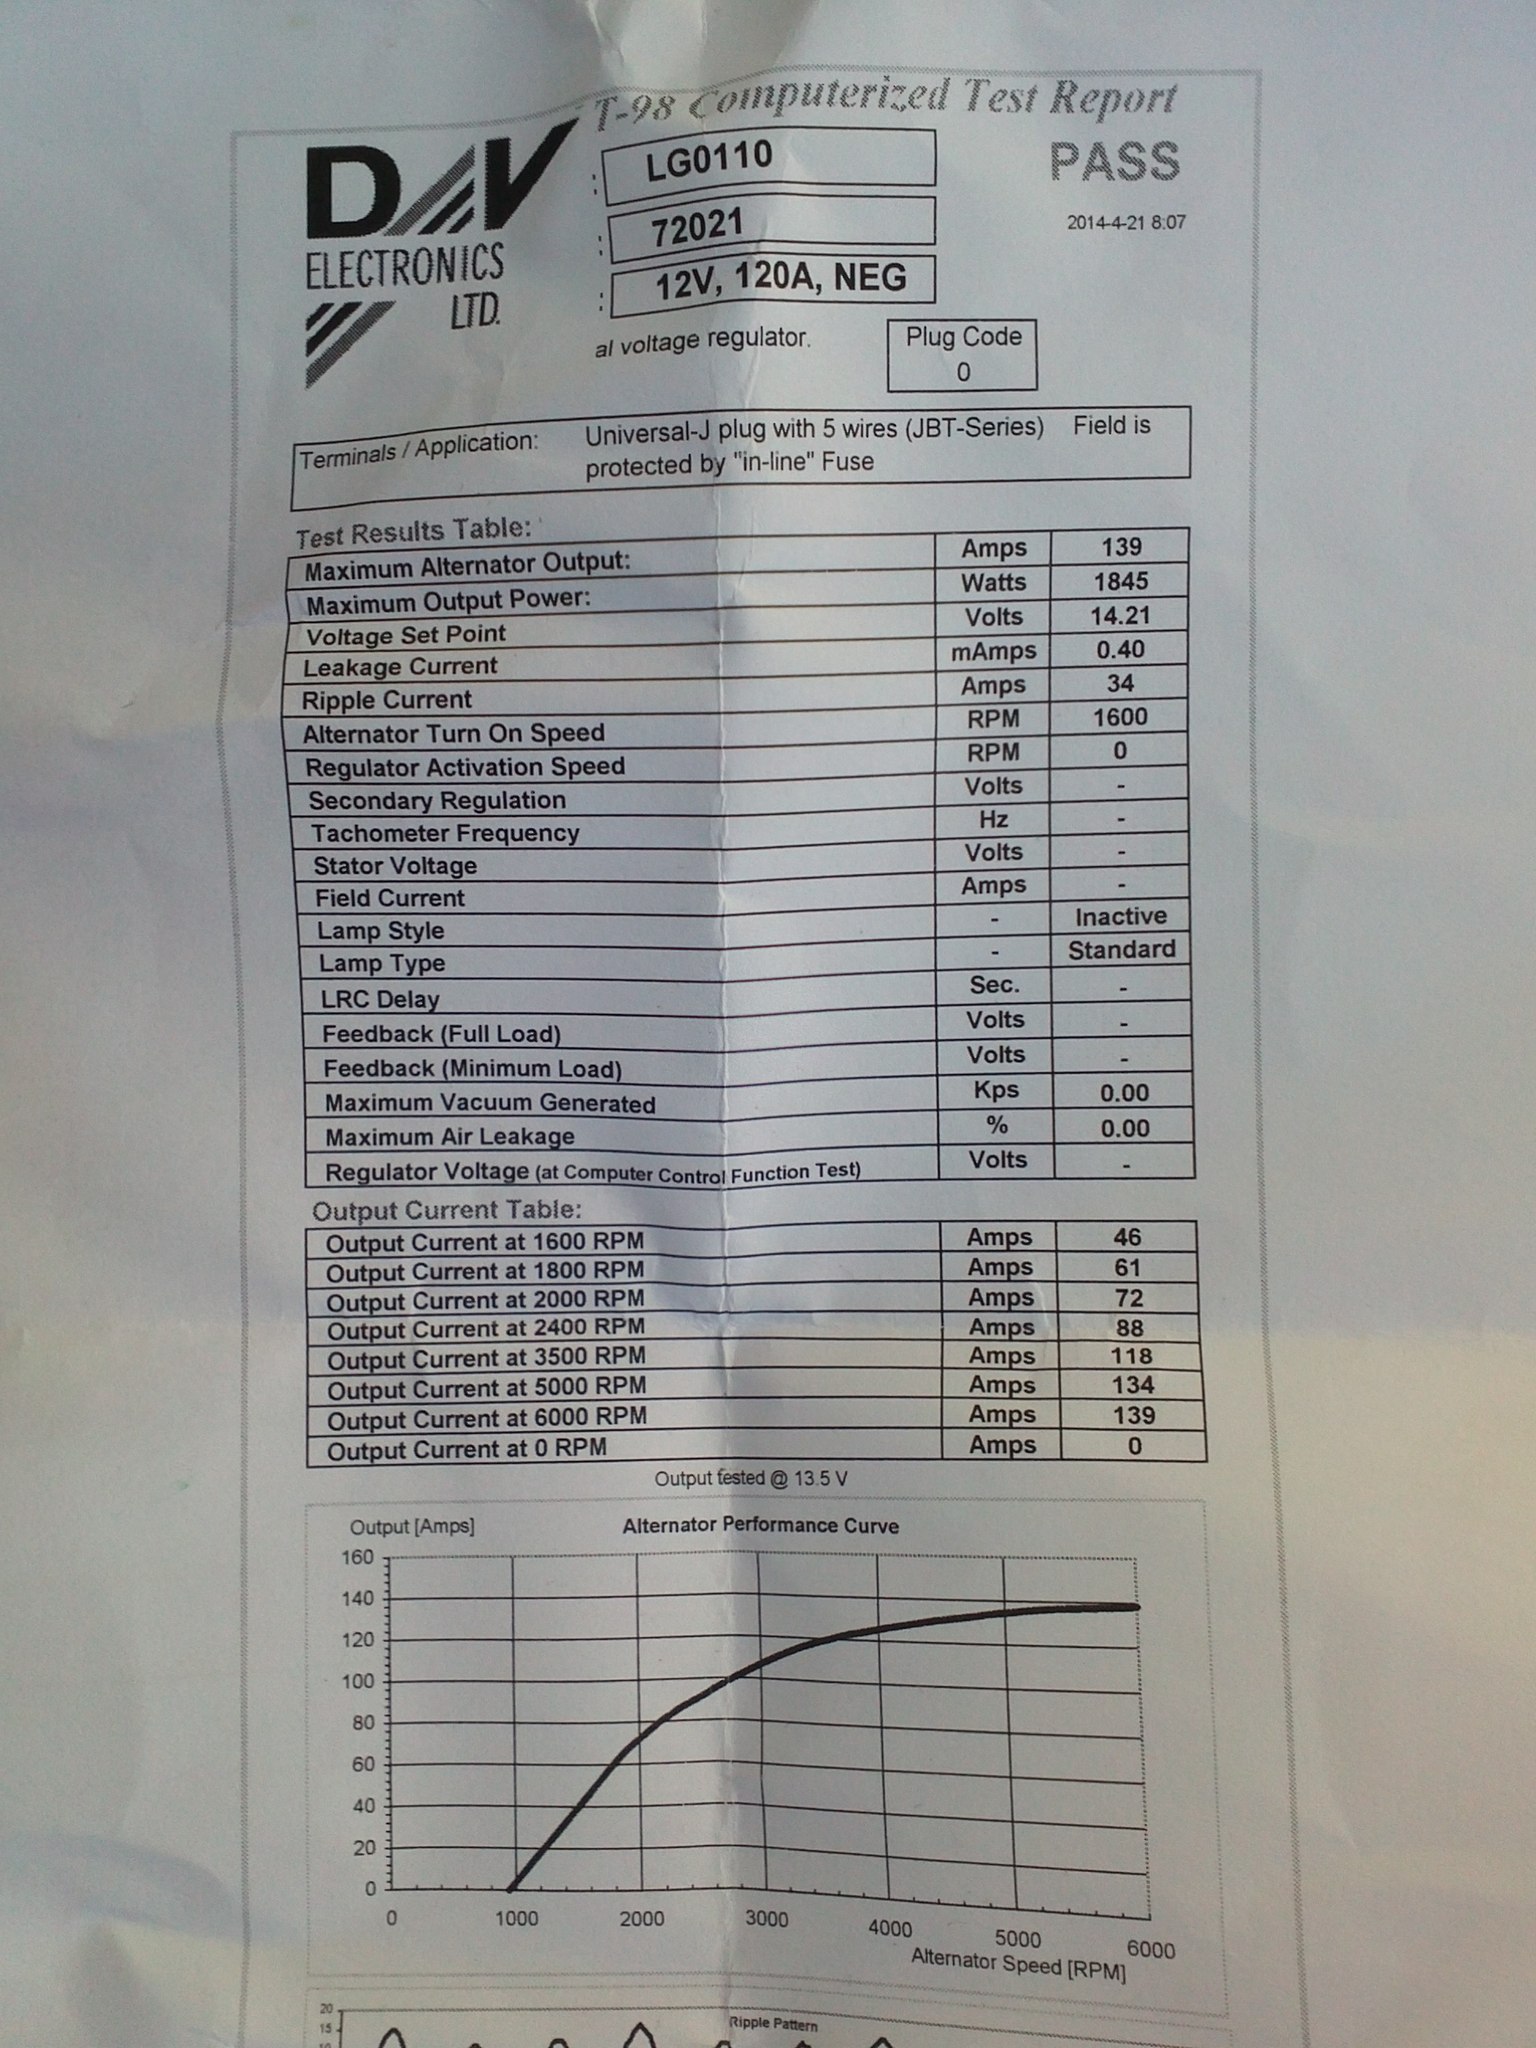 T-98 Computerized Test Report
DAV
ELECTRONICS
LTD.
: LG0110
: 72021
: 12V, 120A, NEG
PASS
2014-4-21 8:07
al voltage regulator.
Plug Code
0
Terminals / Application: Universal-J plug with 5 wires (JBT-Series) Field is
protected by "in-line" Fuse
Test Results Table:
Maximum Alternator Output: Amps 139
Maximum Output Power: Watts 1845
Voltage Set Point Volts 14.21
Leakage Current mAmps 0.40
Ripple Current Amps 34
Alternator Turn On Speed RPM 1600
Regulator Activation Speed RPM 0
Secondary Regulation Volts -
Tachometer Frequency Hz -
Stator Voltage Volts -
Field Current Amps -
Lamp Style - Inactive
Lamp Type - Standard
LRC Delay Sec. -
Feedback (Full Load) Volts -
Feedback (Minimum Load) Volts -
Maximum Vacuum Generated Kps 0.00
Maximum Air Leakage % 0.00
Regulator Voltage (at Computer Control Function Test) Volts -
Output Current Table:
Output Current at 1600 RPM Amps 46
Output Current at 1800 RPM Amps 61
Output Current at 2000 RPM Amps 72
Output Current at 2400 RPM Amps 88
Output Current at 3500 RPM Amps 118
Output Current at 5000 RPM Amps 134
Output Current at 6000 RPM Amps 139
Output Current at 0 RPM Amps 0
Output tested @ 13.5 V
Output [Amps] Alternator Performance Curve
160
140
120
100
80
60
40
20
0
0 1000 2000 3000 4000 5000 6000
Alternator Speed [RPM]
Ripple Pattern
20
15
10